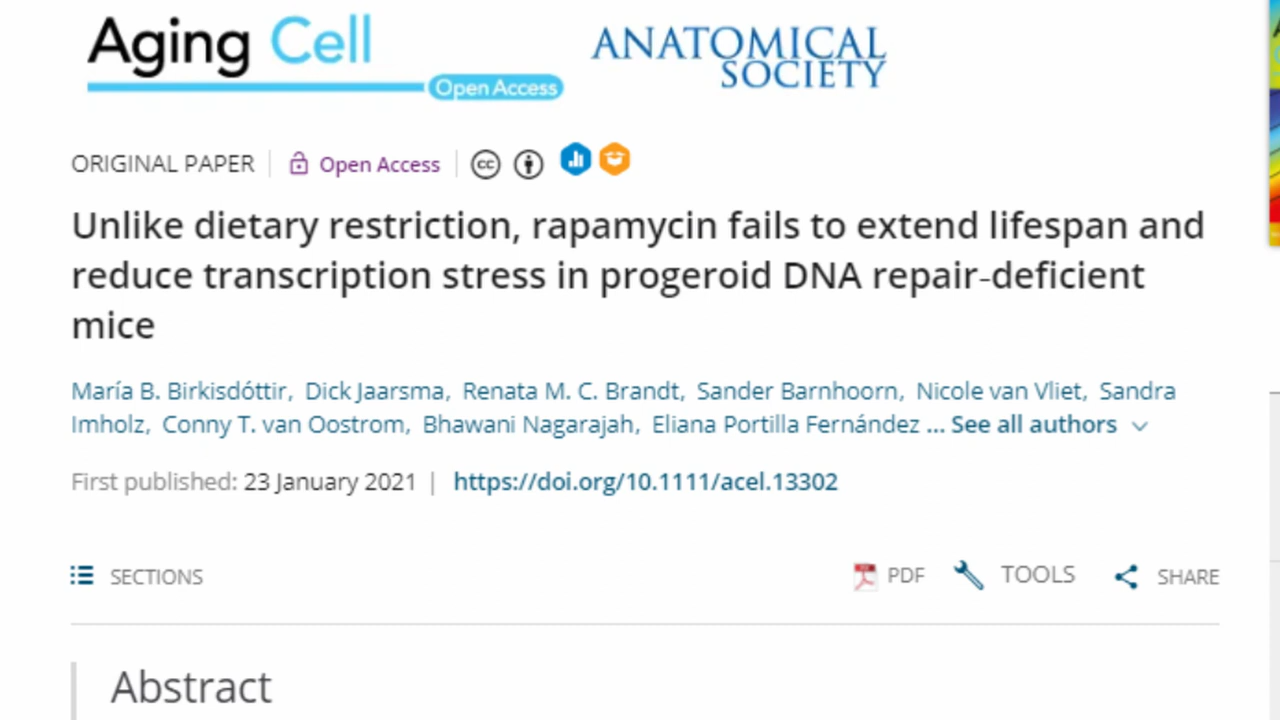 Aging Cell
Open Access
ANATOMICAL
SOCIETY
ORIGINAL PAPER
Open Access
cc
Unlike dietary restriction, rapamycin fails to extend lifespan and
reduce transcription stress in progeroid DNA repair-deficient
mice
María B. Birkisdóttir, Dick Jaarsma, Renata M. C. Brandt, Sander Barnhoorn, Nicole van Vliet, Sandra
Imholz, Conny T. van Oostrom, Bhawani Nagarajah, Eliana Portilla Fernández ... See all authors
First published: 23 January 2021 | https://doi.org/10.1111/acel.13302
SECTIONS
PDF
TOOLS
SHARE
Abstract